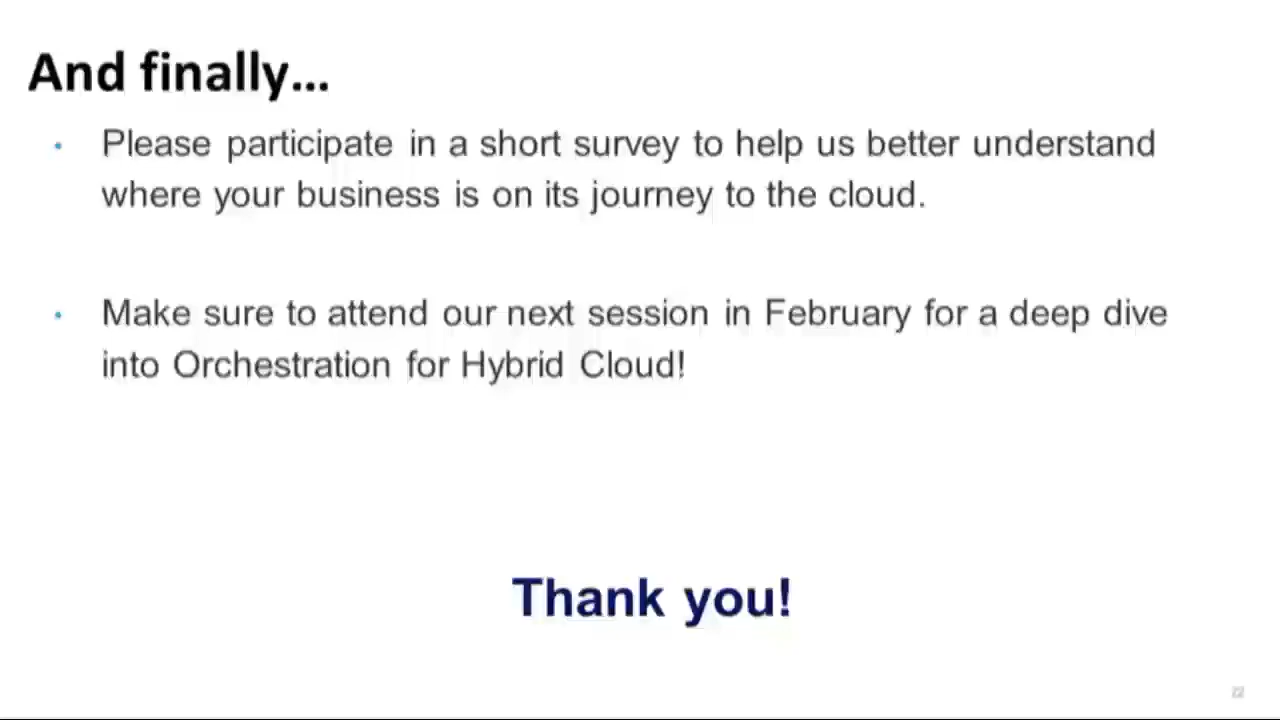 And finally...
• Please participate in a short survey to help us better understand
where your business is on its journey to the cloud.
• Make sure to attend our next session in February for a deep dive
into Orchestration for Hybrid Cloud!
Thank you!